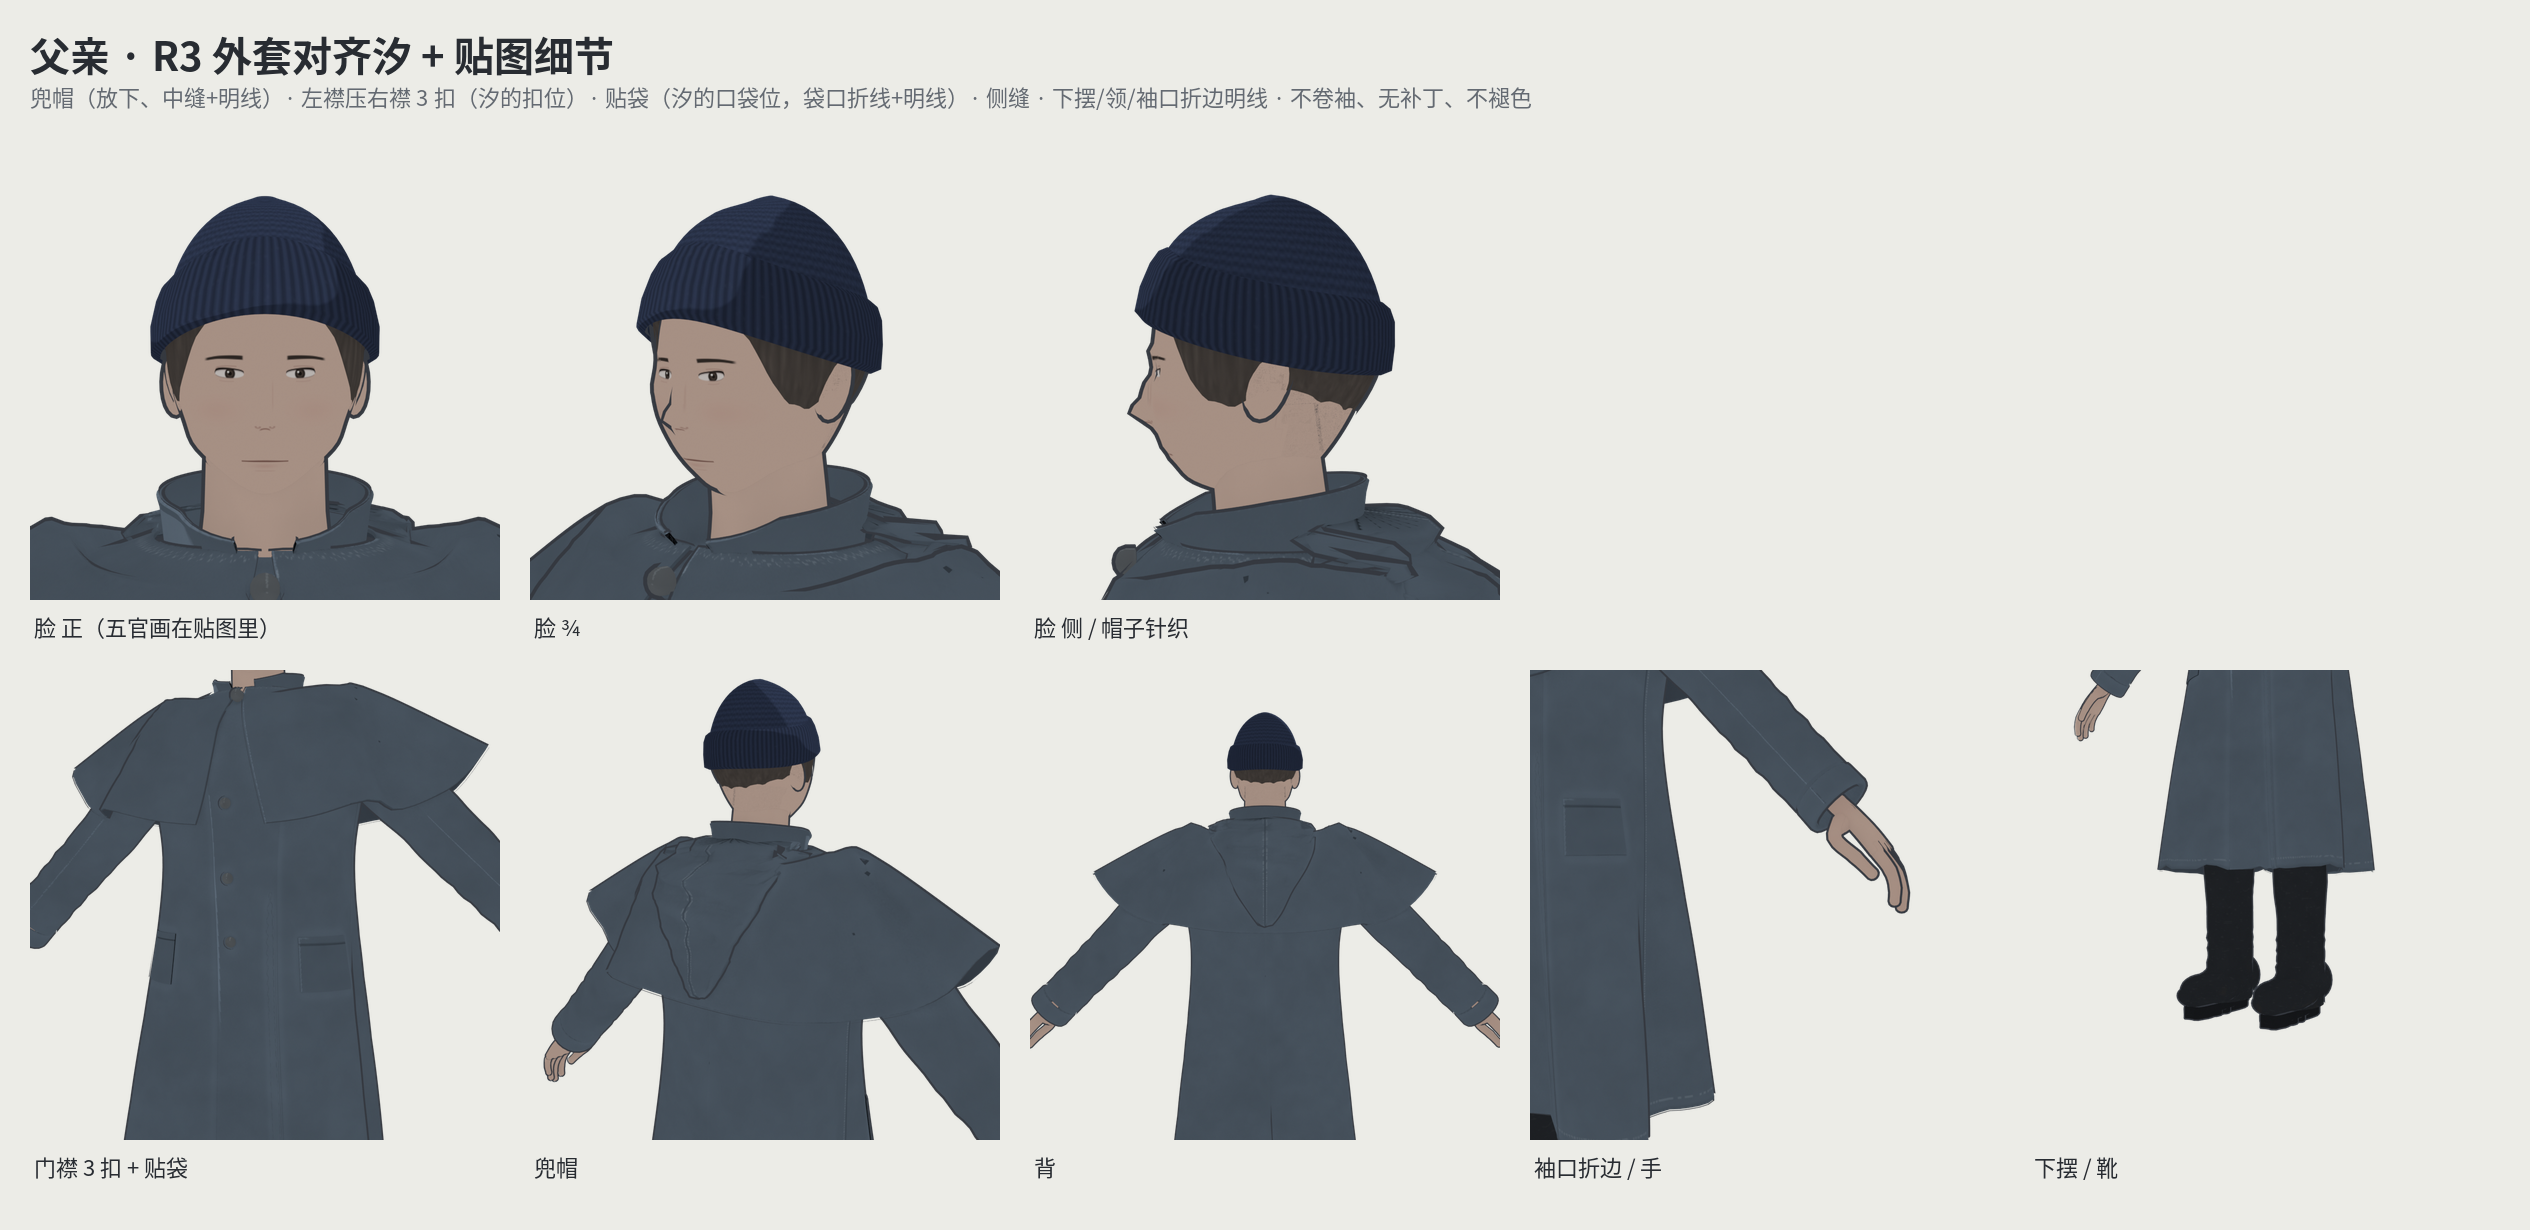 父亲 · R3 外套对齐汐 + 贴图细节
兜帽（放下、中缝+明线）· 左襟压右襟 3 扣（汐的扣位）· 贴袋（汐的口袋位，袋口折线+明线）· 侧缝 · 下摆/领/袖口折边明线 · 不卷袖、无补丁、不褪色
脸 正（五官画在贴图里）
脸 ¾
脸 侧 / 帽子针织
门襟 3 扣 + 贴袋
兜帽
背
袖口折边 / 手
下摆 / 靴